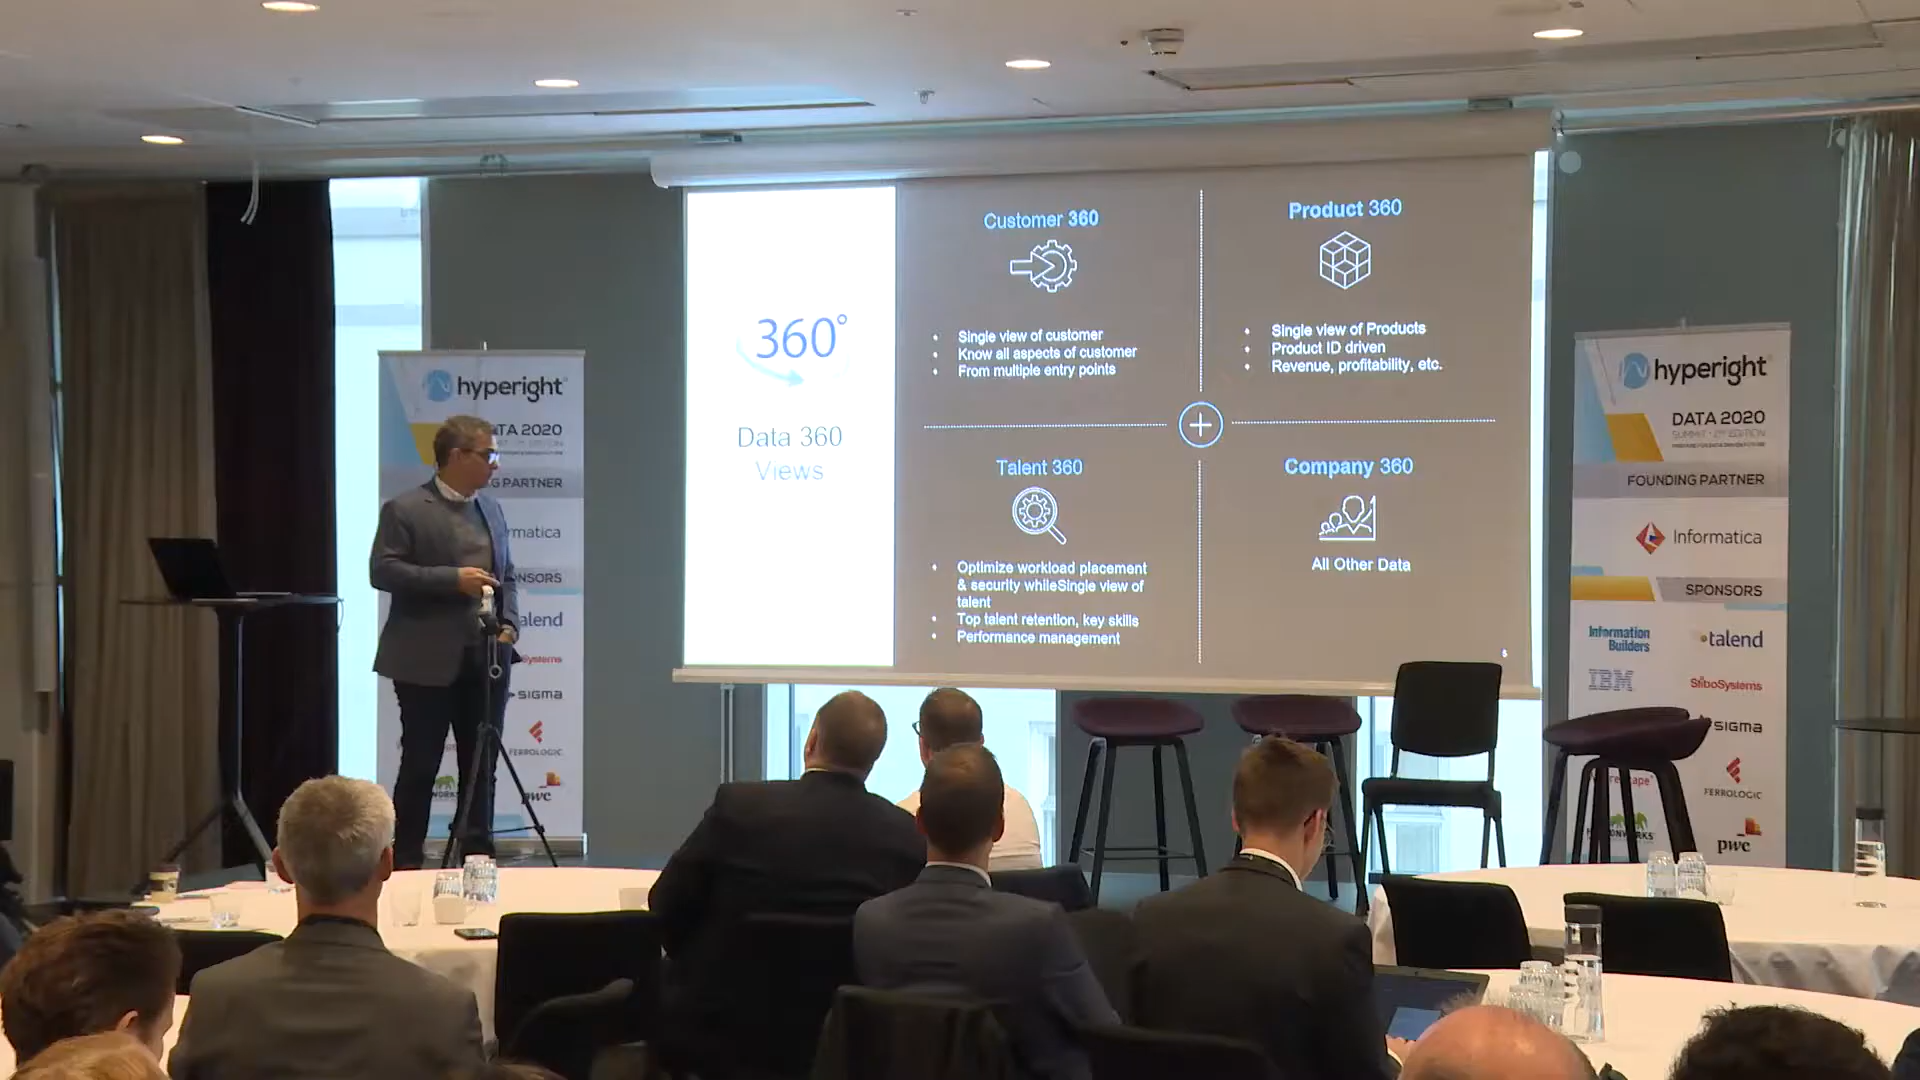 hyperight
TA 2020
G PARTNER
rmatica
NSORS
alend
Systems
SIGMA
FERROLOGIC
pwc
360°
Data 360
Views
Customer 360
Single view of customer
Know all aspects of customer
From multiple entry points
Product 360
Single view of Products
Product ID driven
Revenue, profitability, etc.
Talent 360
Optimize workload placement
& security whileSingle view of
talent
Top talent retention, key skills
Performance management
Company 360
All Other Data
hyperight
DATA 2020
FOUNDING PARTNER
Informatica
SPONSORS
Information
Builders
talend
IBM
StiboSystems
SIGMA
FERROLOGIC
pwc